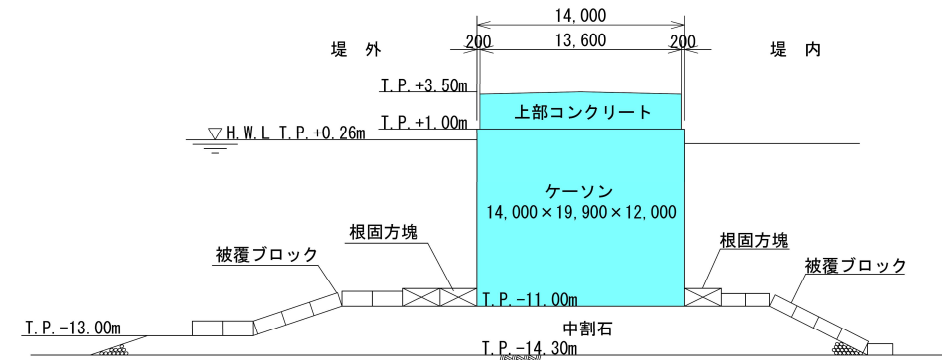 14,000
堤 外
200
13,600
200
堤 内
T.P.+3.50m
上部コンクリート
T.P.+1.00m
H.W.L T.P.+0.26m
ケーソン
14,000×19,900×12,000
根固方塊
根固方塊
被覆ブロック
被覆ブロック
T.P.-11.00m
T.P.-13.00m
中割石
T.P.-14.30m